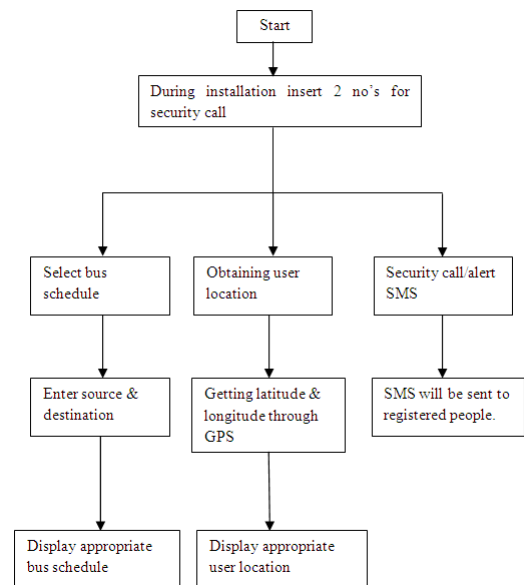 Start
During installation insert 2 no's for
security call
Select bus
schedule
Obtaining user
location
Security call/alert
SMS
Enter source &
destination
Getting latitude &
longitude through
GPS
SMS will be sent to
registered people.
Display appropriate
bus schedule
Display appropriate
user location